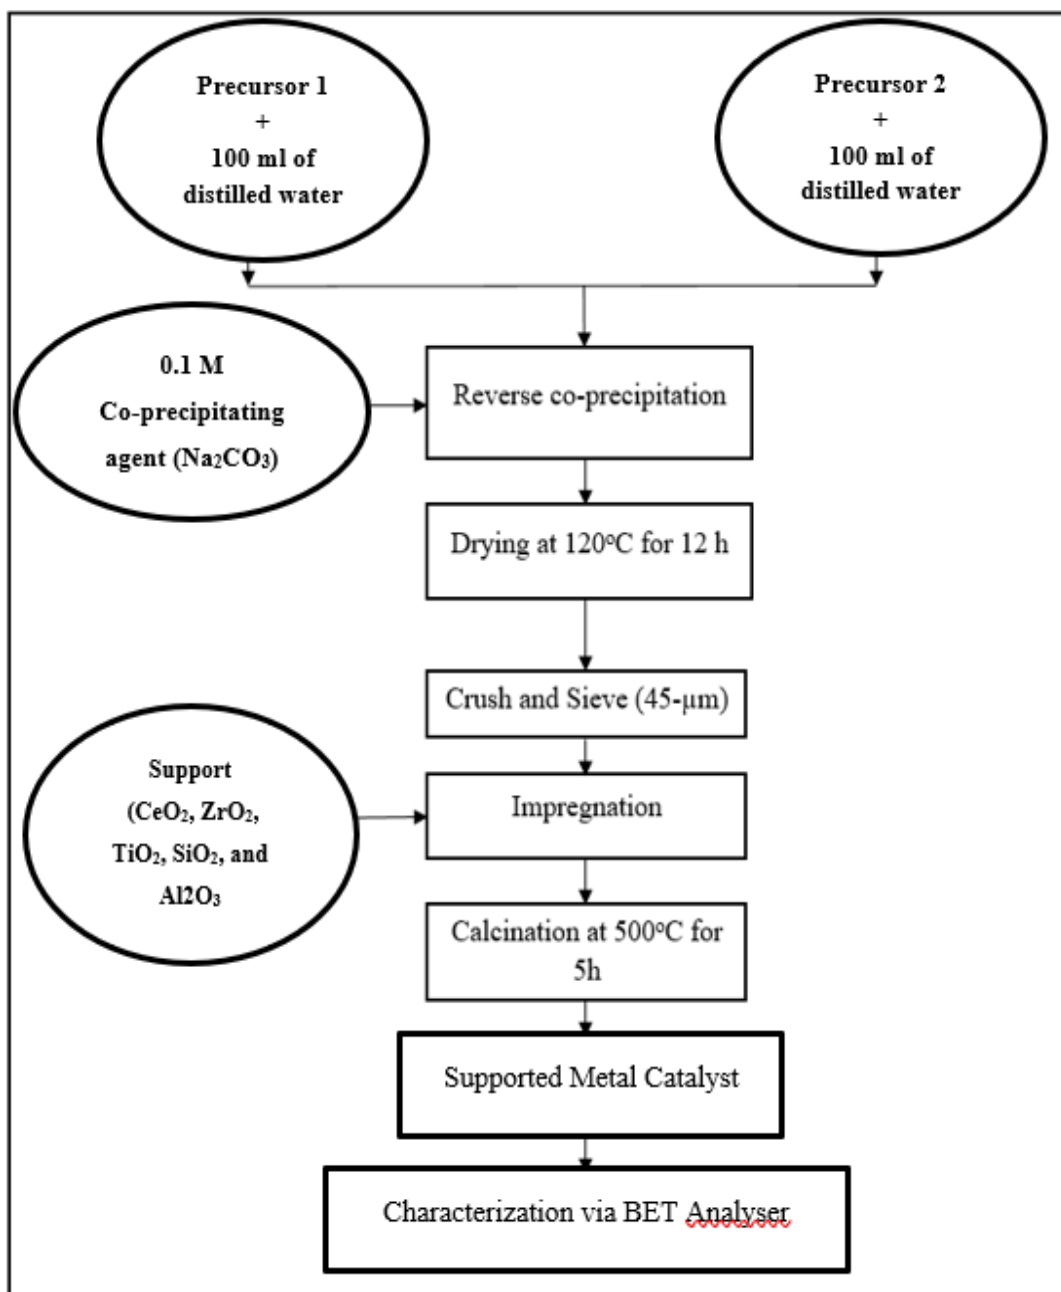 Precursor 1
+
100 ml of
distilled water
Precursor 2
+
100 ml of
distilled water
0.1 M
Co-precipitating
agent (Na₂CO₃)
Reverse co-precipitation
Drying at 120ᵒC for 12 h
Crush and Sieve (45-μm)
Support
(CeO₂, ZrO₂,
TiO₂, SiO₂, and
Al2O₃
Impregnation
Calcination at 500ᵒC for
5h
Supported Metal Catalyst
Characterization via BET Analyser